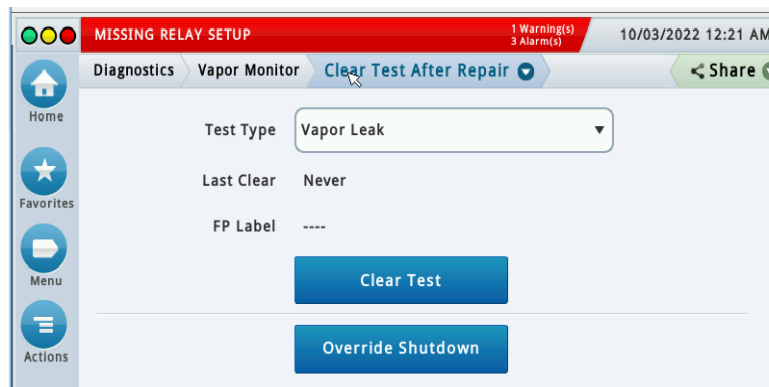 MISSING RELAY SETUP
1 Warning(s)
3 Alarm(s)
10/03/2022 12:21 AM
Diagnostics
Vapor Monitor
Clear Test After Repair
Share
Home
Test Type
Vapor Leak
Last Clear
Never
Favorites
FP Label
----
Menu
Clear Test
Actions
Override Shutdown